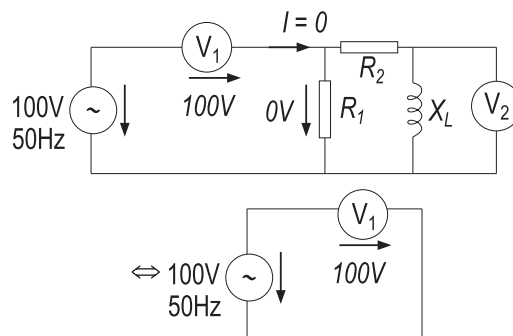 I = 0
V1
R2
100V
100V
50Hz
~
0V
R1
XL
V2
V1
⇔ 100V
50Hz
~
100V